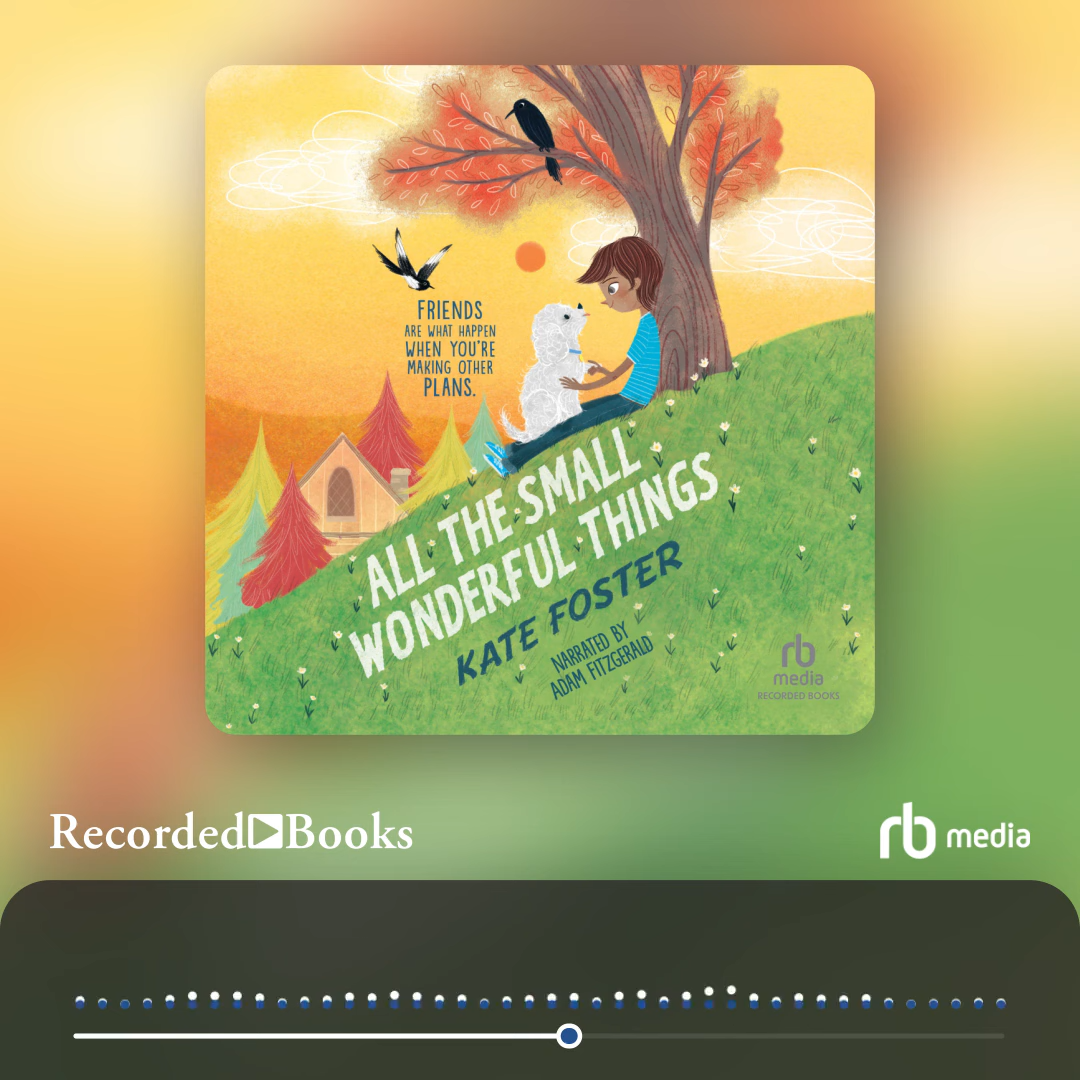 FRIENDS
ARE WHAT HAPPEN
WHEN YOU'RE
MAKING OTHER
PLANS.
ALL THE SMALL
WONDERFUL THINGS
KATE FOSTER
NARRATED BY
ADAM FITZGERALD
rb
media
RECORDED BOOKS
Recorded Books
rb media